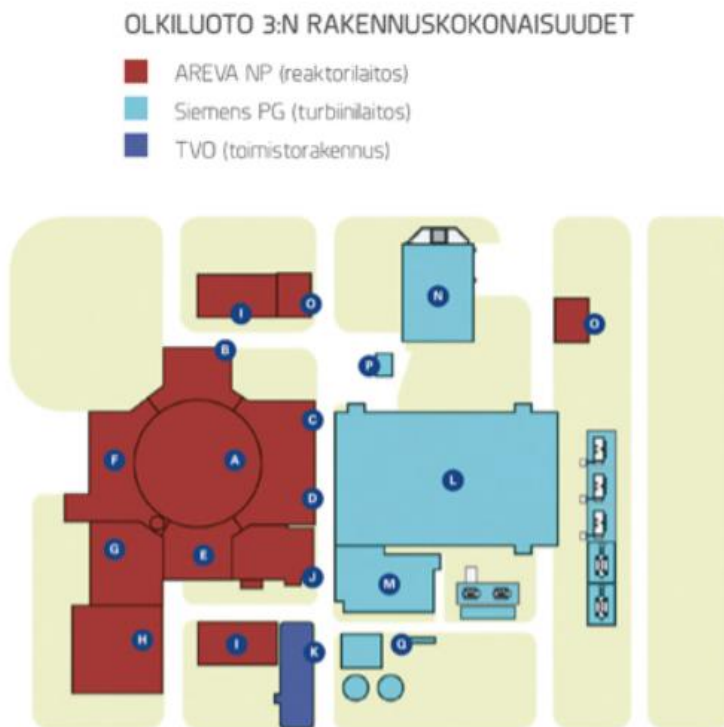 OLKILUOTO 3:N RAKENNUSKOKONAISUUDET
AREVA NP (reaktorilaitos)
Siemens PG (turbiinilaitos)
TVO (toimistorakennus)
N
I
O
O
B
P
C
F
A
L
D
G
E
J
M
H
I
K
Q